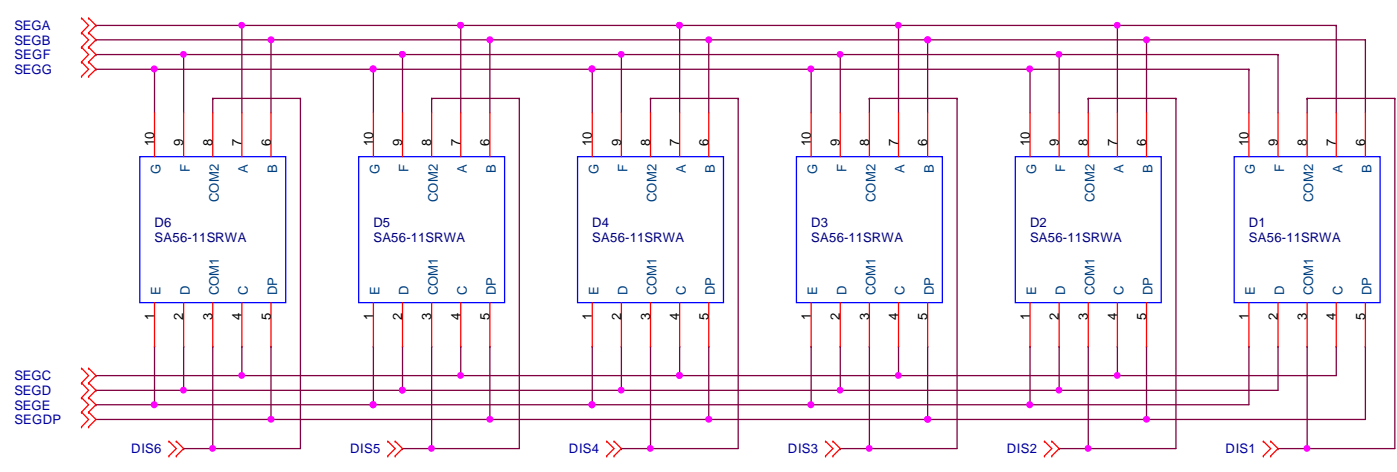 SEGA
SEGB
SEGF
SEGG
10 9 8 7 6 10 9 8 7 6 10 9 8 7 6 10 9 8 7 6 10 9 8 7 6 10 9 8 7 6
G F COM2 A B G F COM2 A B G F COM2 A B G F COM2 A B G F COM2 A B G F COM2 A B
D6 D5 D4 D3 D2 D1
SA56-11SRWA SA56-11SRWA SA56-11SRWA SA56-11SRWA SA56-11SRWA SA56-11SRWA
E D COM1 C DP E D COM1 C DP E D COM1 C DP E D COM1 C DP E D COM1 C DP E D COM1 C DP
1 2 3 4 5 1 2 3 4 5 1 2 3 4 5 1 2 3 4 5 1 2 3 4 5 1 2 3 4 5
SEGC
SEGD
SEGE
SEGDP
DIS6 DIS5 DIS4 DIS3 DIS2 DIS1